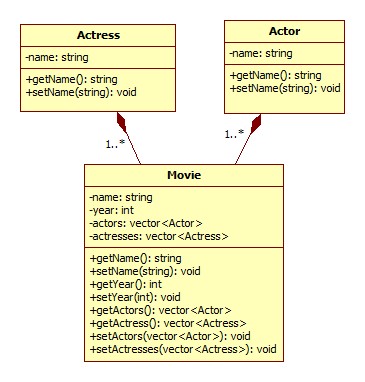 Actress
-name: string
+getName(): string
+setName(string): void
Actor
-name: string
+getName(): string
+setName(string): void
1..*
1..*
Movie
-name: string
-year: int
-actors: vector<Actor>
-actresses: vector<Actress>
+getName(): string
+setName(string): void
+getYear(): int
+setYear(int): void
+getActors(): vector<Actor>
+getActress(): vector<Actress>
+setActors(vector<Actor>): void
+setActresses(vector<Actress>): void